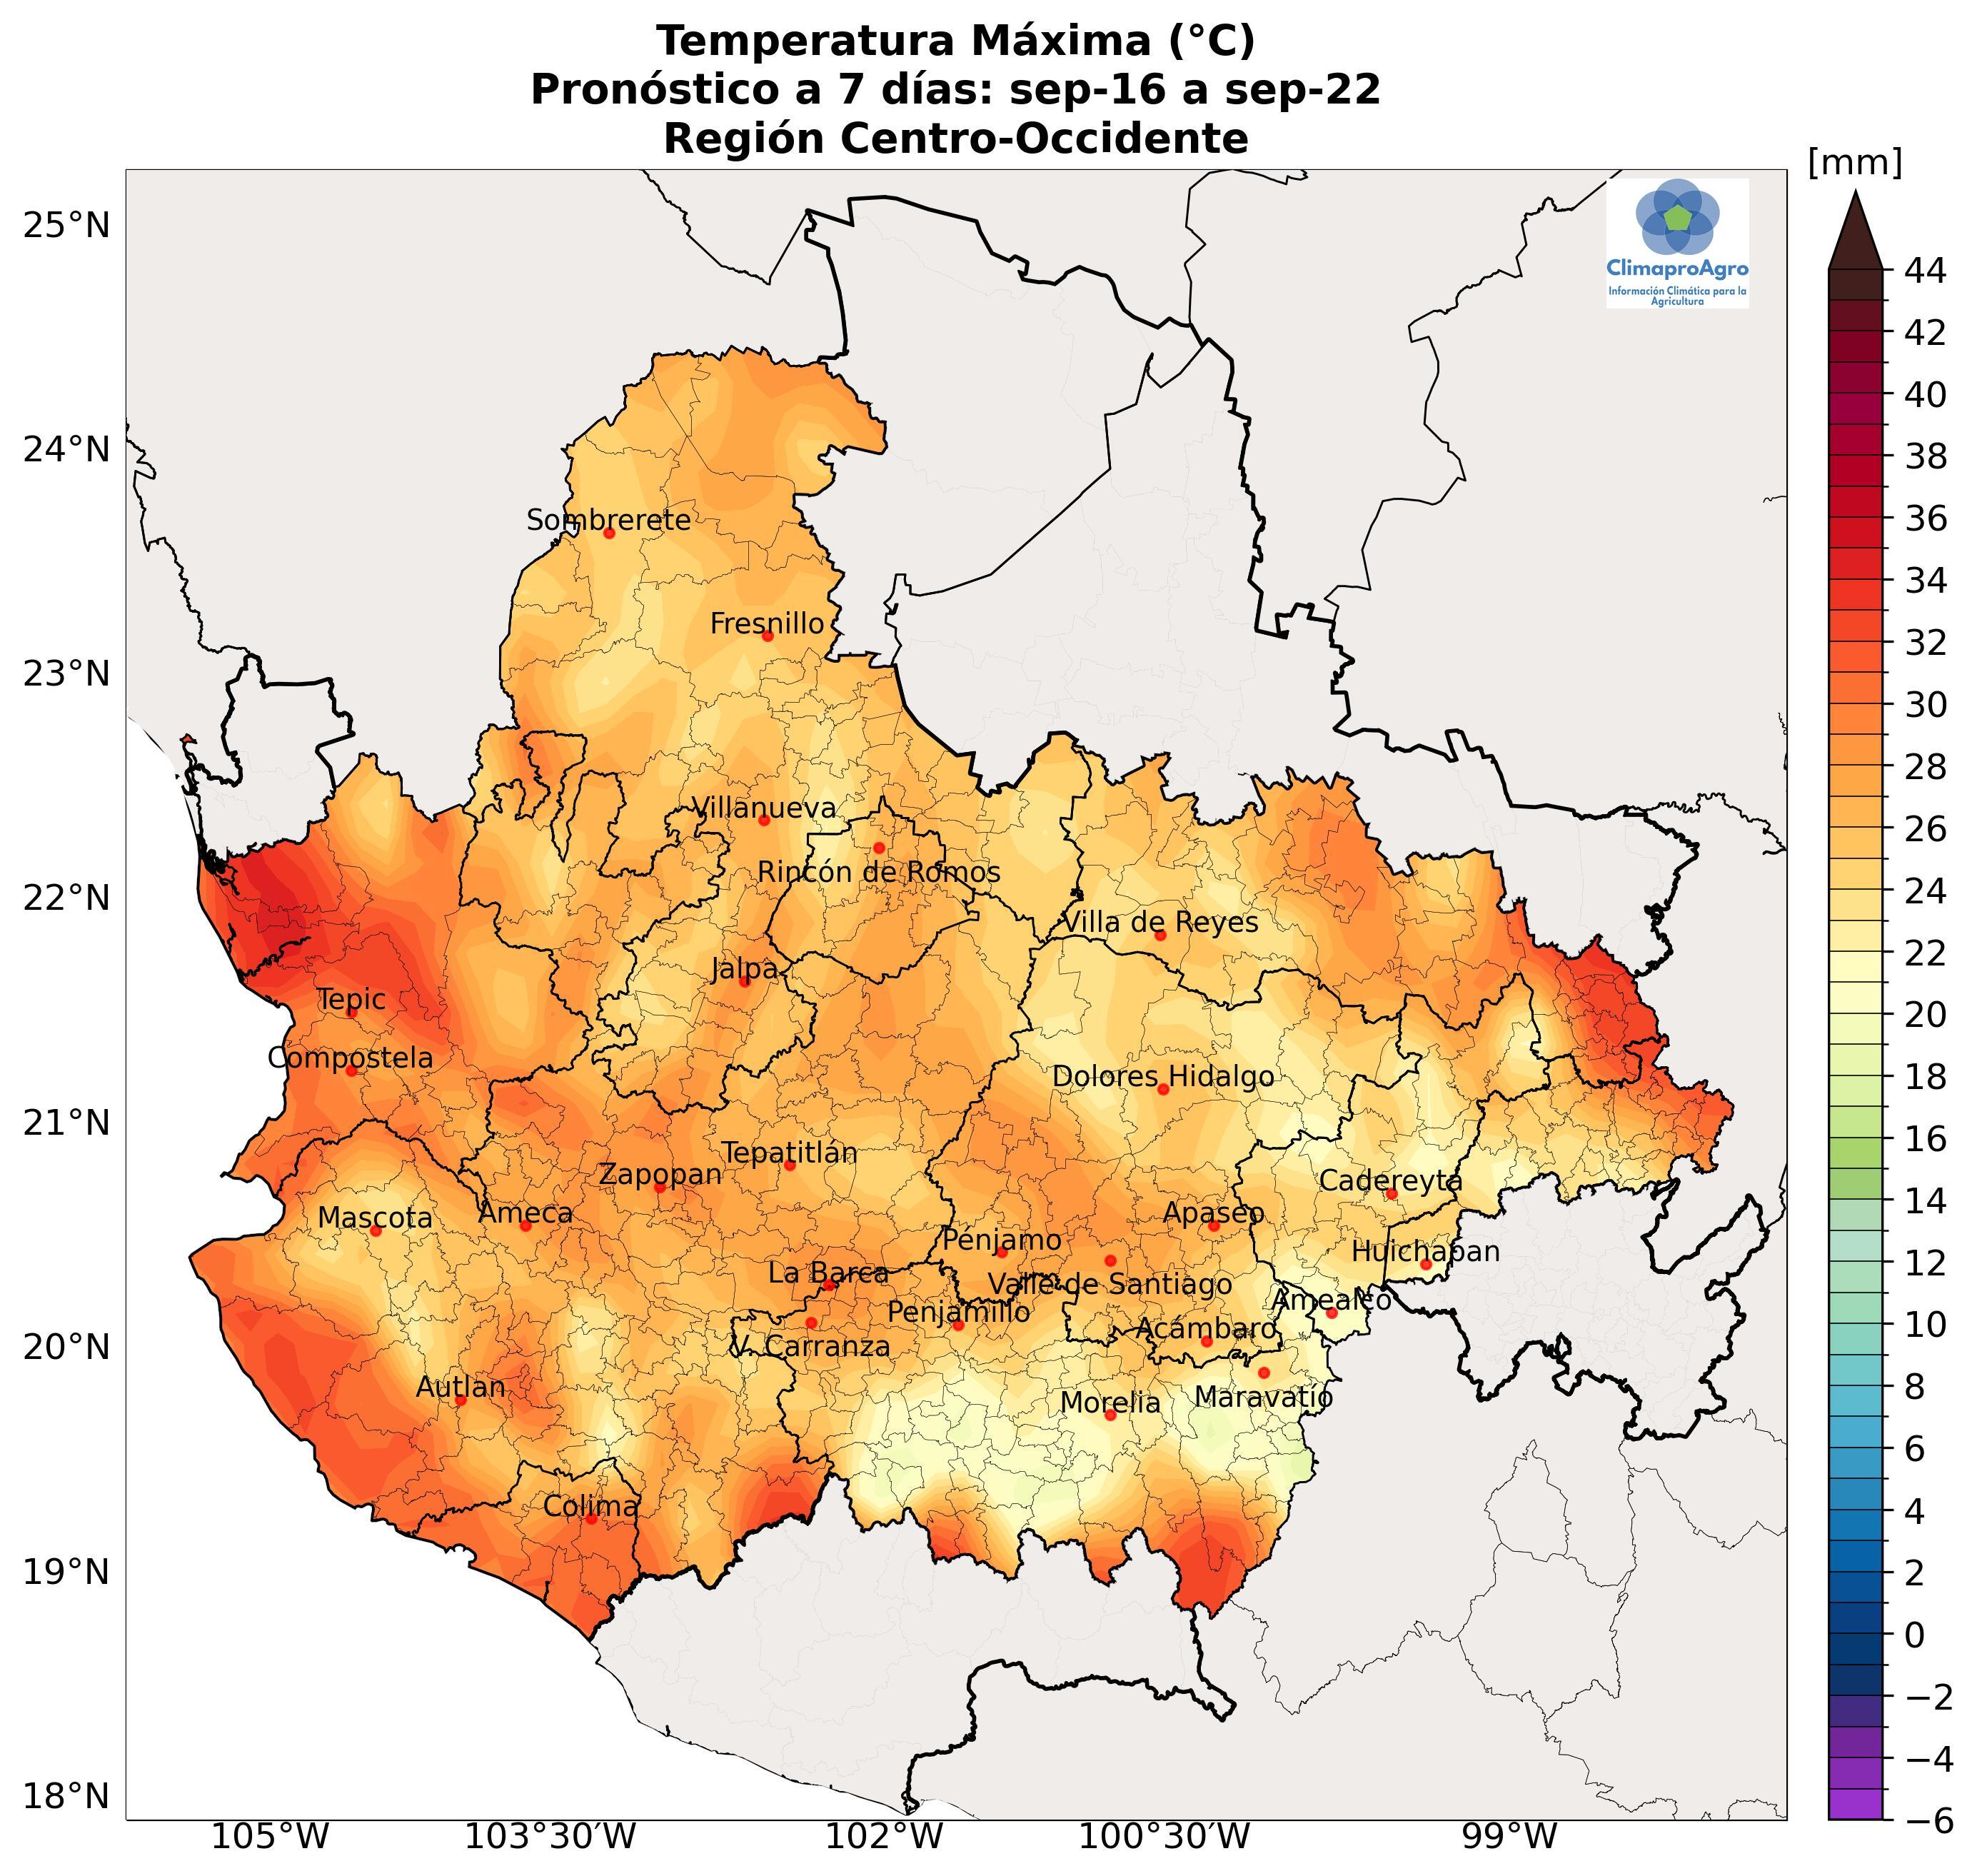 Temperatura Máxima (°C)
Pronóstico a 7 días: sep-16 a sep-22
Región Centro-Occidente
[mm]
25°N
24°N
23°N
22°N
21°N
20°N
19°N
18°N
ClimaproAgro
Información Climática para la
Agricultura
Sombrerete
Fresnillo
Villanueva
Rincón de Romos
Villa de Reyes
Jalpa
Tepic
Compostela
Dolores Hidalgo
Tepatitlán
Zapopan
Cadereyta
Mascota
Ameca
Apaseo
Pénjamo
Huichapan
La Barca
Valle de Santiago
Amealco
Penjamillo
Acámbaro
V. Carranza
Autlan
Morelia
Maravatío
Colima
105°W
103°30′W
102°W
100°30′W
99°W
44
42
40
38
36
34
32
30
28
26
24
22
20
18
16
14
12
10
8
6
4
2
0
−2
−4
−6